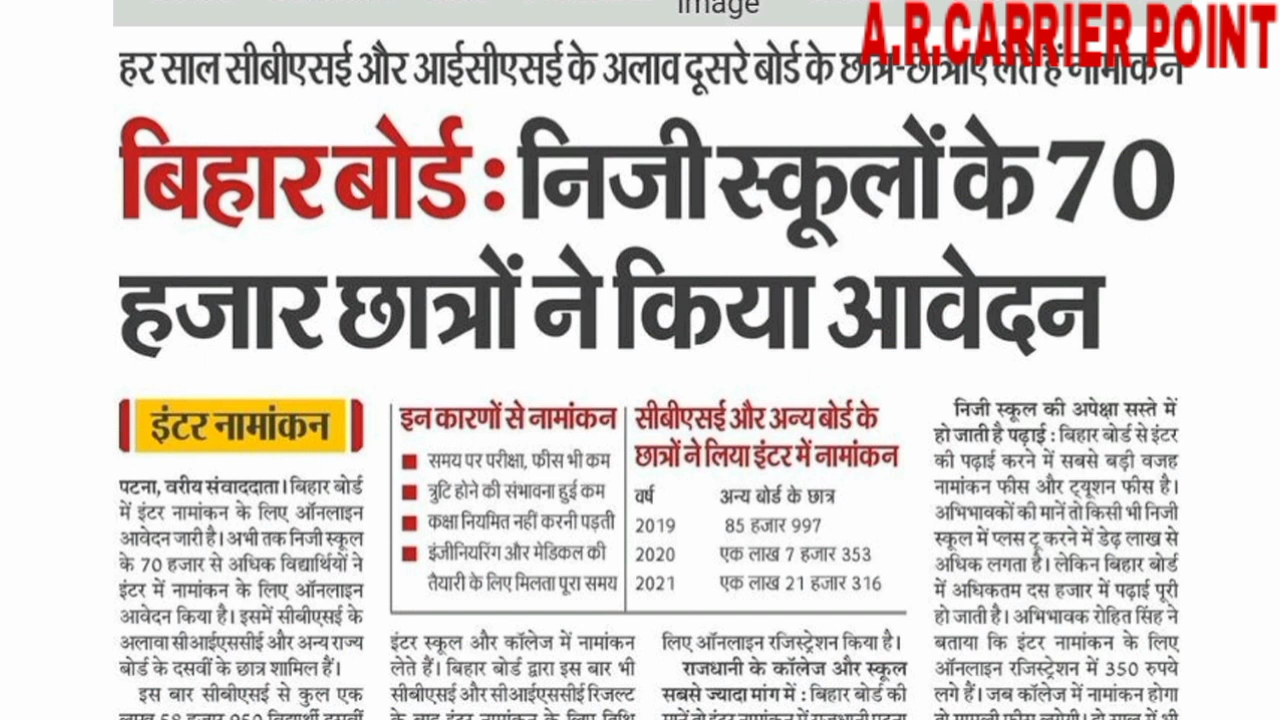 Image
A.R.CARRIER POINT
हर साल सीबीएसई और आईसीएसई के अलाव दूसरे बोर्ड के छात्र-छात्राएं लेते हैं नामांकन
बिहार बोर्ड : निजी स्कूलों के 70
हजार छात्रों ने किया आवेदन
इंटर नामांकन
पटना, वरीय संवाददाता। बिहार बोर्ड
में इंटर नामांकन के लिए ऑनलाइन
आवेदन जारी है। अभी तक निजी स्कूल
के 70 हजार से अधिक विद्यार्थियों ने
इंटर में नामांकन के लिए ऑनलाइन
आवेदन किया है। इसमें सीबीएसई के
अलावा सीआईएससीई और अन्य राज्य
बोर्ड के दसवीं के छात्र शामिल हैं।
इस बार सीबीएसई से कुल एक
इन कारणों से नामांकन
समय पर परीक्षा, फीस भी कम
त्रुटि होने की संभावना हुई कम
कक्षा नियमित नहीं करनी पड़ती
इंजीनियरिंग और मेडिकल की
तैयारी के लिए मिलता पूरा समय
सीबीएसई और अन्य बोर्ड के
छात्रों ने लिया इंटर में नामांकन
वर्ष अन्य बोर्ड के छात्र
2019 85 हजार 997
2020 एक लाख 7 हजार 353
2021 एक लाख 21 हजार 316
इंटर स्कूल और कॉलेज में नामांकन
लेते हैं। बिहार बोर्ड द्वारा इस बार भी
सीबीएसई और सीआईएससीई रिजल्ट
लिए ऑनलाइन रजिस्ट्रेशन किया है।
राजधानी के कॉलेज और स्कूल
सबसे ज्यादा मांग में : बिहार बोर्ड की
निजी स्कूल की अपेक्षा सस्ते में
हो जाती है पढ़ाई : बिहार बोर्ड से इंटर
की पढ़ाई करने में सबसे बड़ी वजह
नामांकन फीस और ट्यूशन फीस है।
अभिभावकों की मानें तो किसी भी निजी
स्कूल में प्लस टू करने में डेढ़ लाख से
अधिक लगता है। लेकिन बिहार बोर्ड
में अधिकतम दस हजार में पढ़ाई पूरी
हो जाती है। अभिभावक रोहित सिंह ने
बताया कि इंटर नामांकन के लिए
ऑनलाइन रजिस्ट्रेशन में 350 रुपये
लगे हैं। जब कॉलेज में नामांकन होगा